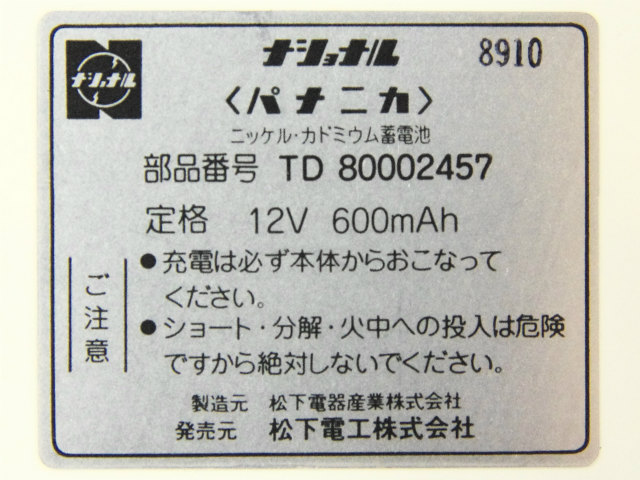 ナショナル
ナショナル 8910
〈パナニカ〉
ニッケル・カドミウム蓄電池
部品番号 TD 80002457
定格 12V 600mAh
ご注意
●充電は必ず本体からおこなって
ください。
●ショート・分解・火中への投入は危険
ですから絶対しないでください。
製造元 松下電器産業株式会社
発売元 松下電工株式会社